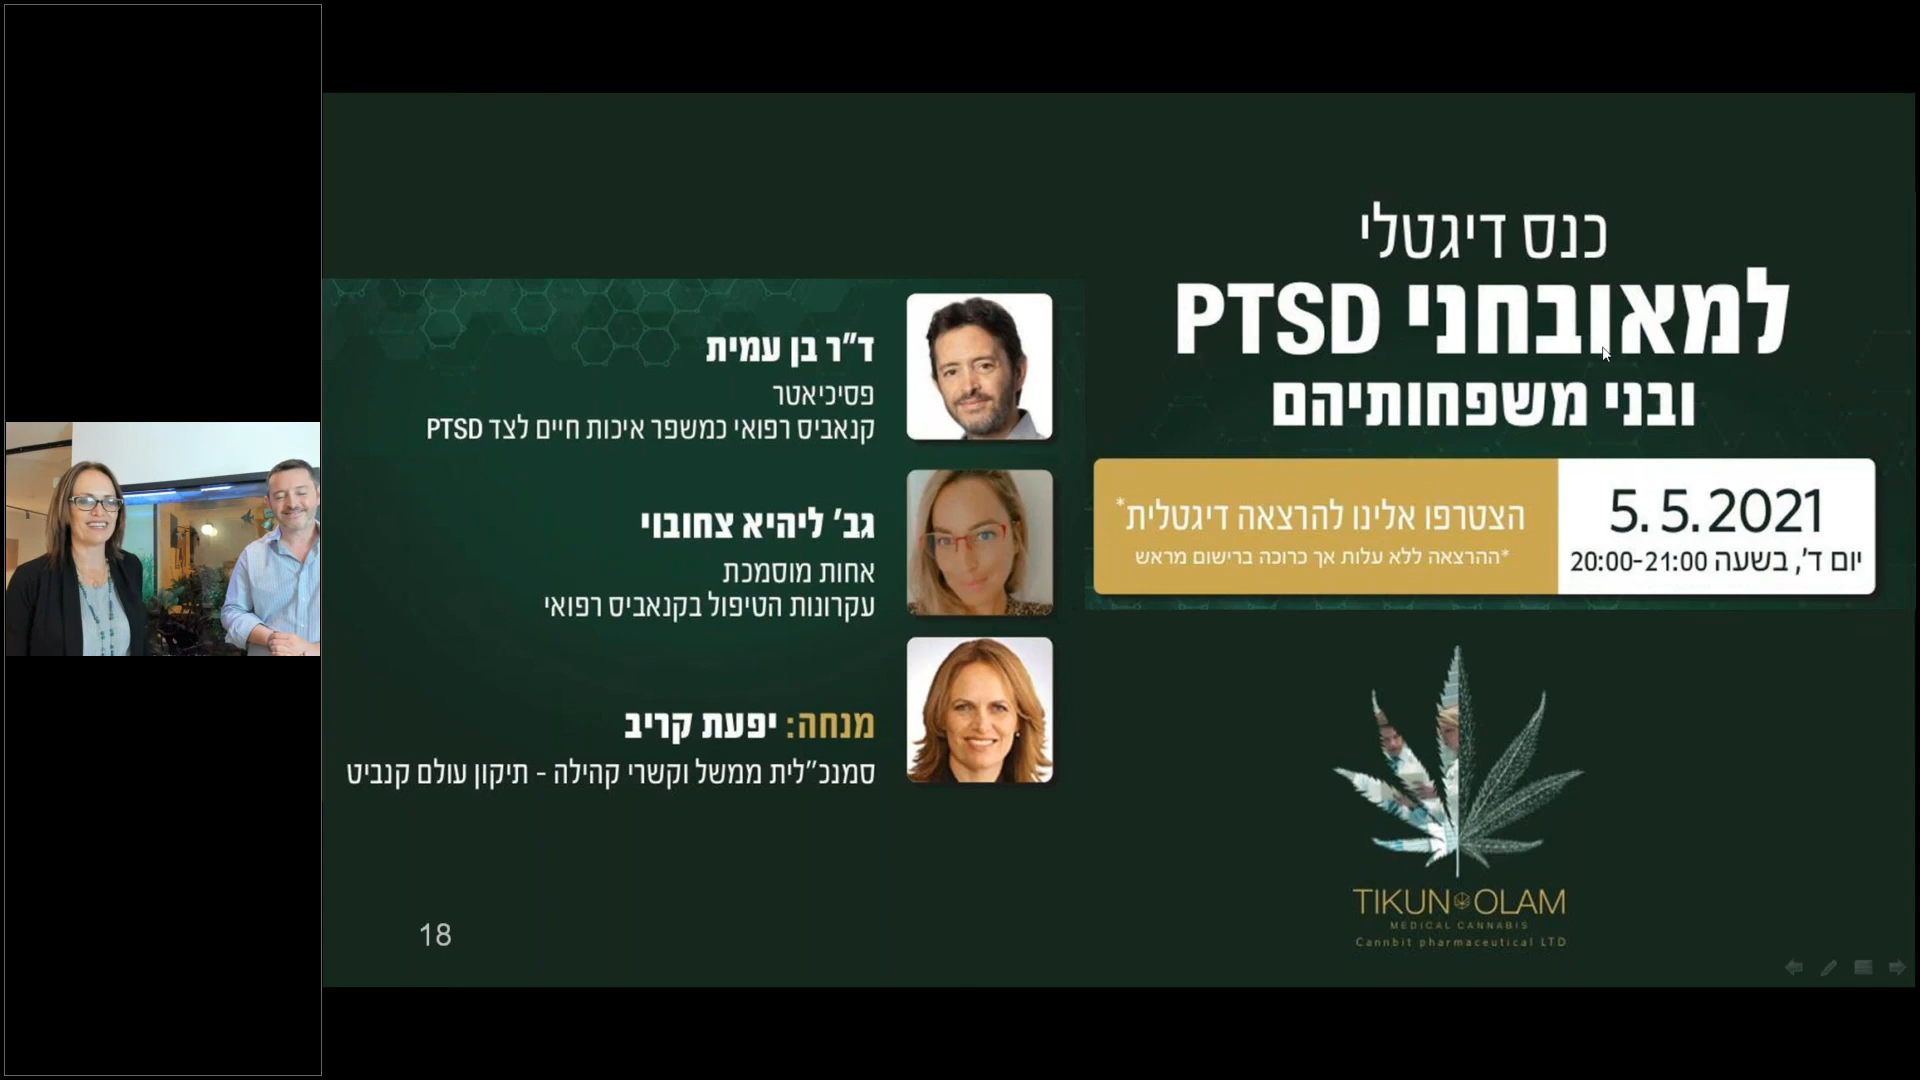 כנס דיגטלי
למאובחני PTSD
ובני משפחותיהם
הצטרפו אלינו להרצאה דיגטלית*
*ההרצאה ללא עלות אך כרוכה ברישום מראש
5.5.2021
יום ד', בשעה 20:00-21:00
ד"ר בן עמית
פסיכיאטר
קנאביס רפואי כמשפר איכות חיים לצד PTSD
גב' ליהיא צחובוי
אחות מוסמכת
עקרונות הטיפול בקנאביס רפואי
מנחה: יפעת קריב
סמנכ"לית ממשל וקשרי קהילה - תיקון עולם קנביט
TIKUN OLAM
MEDICAL CANNABIS
Cannbit pharmaceutical LTD
18